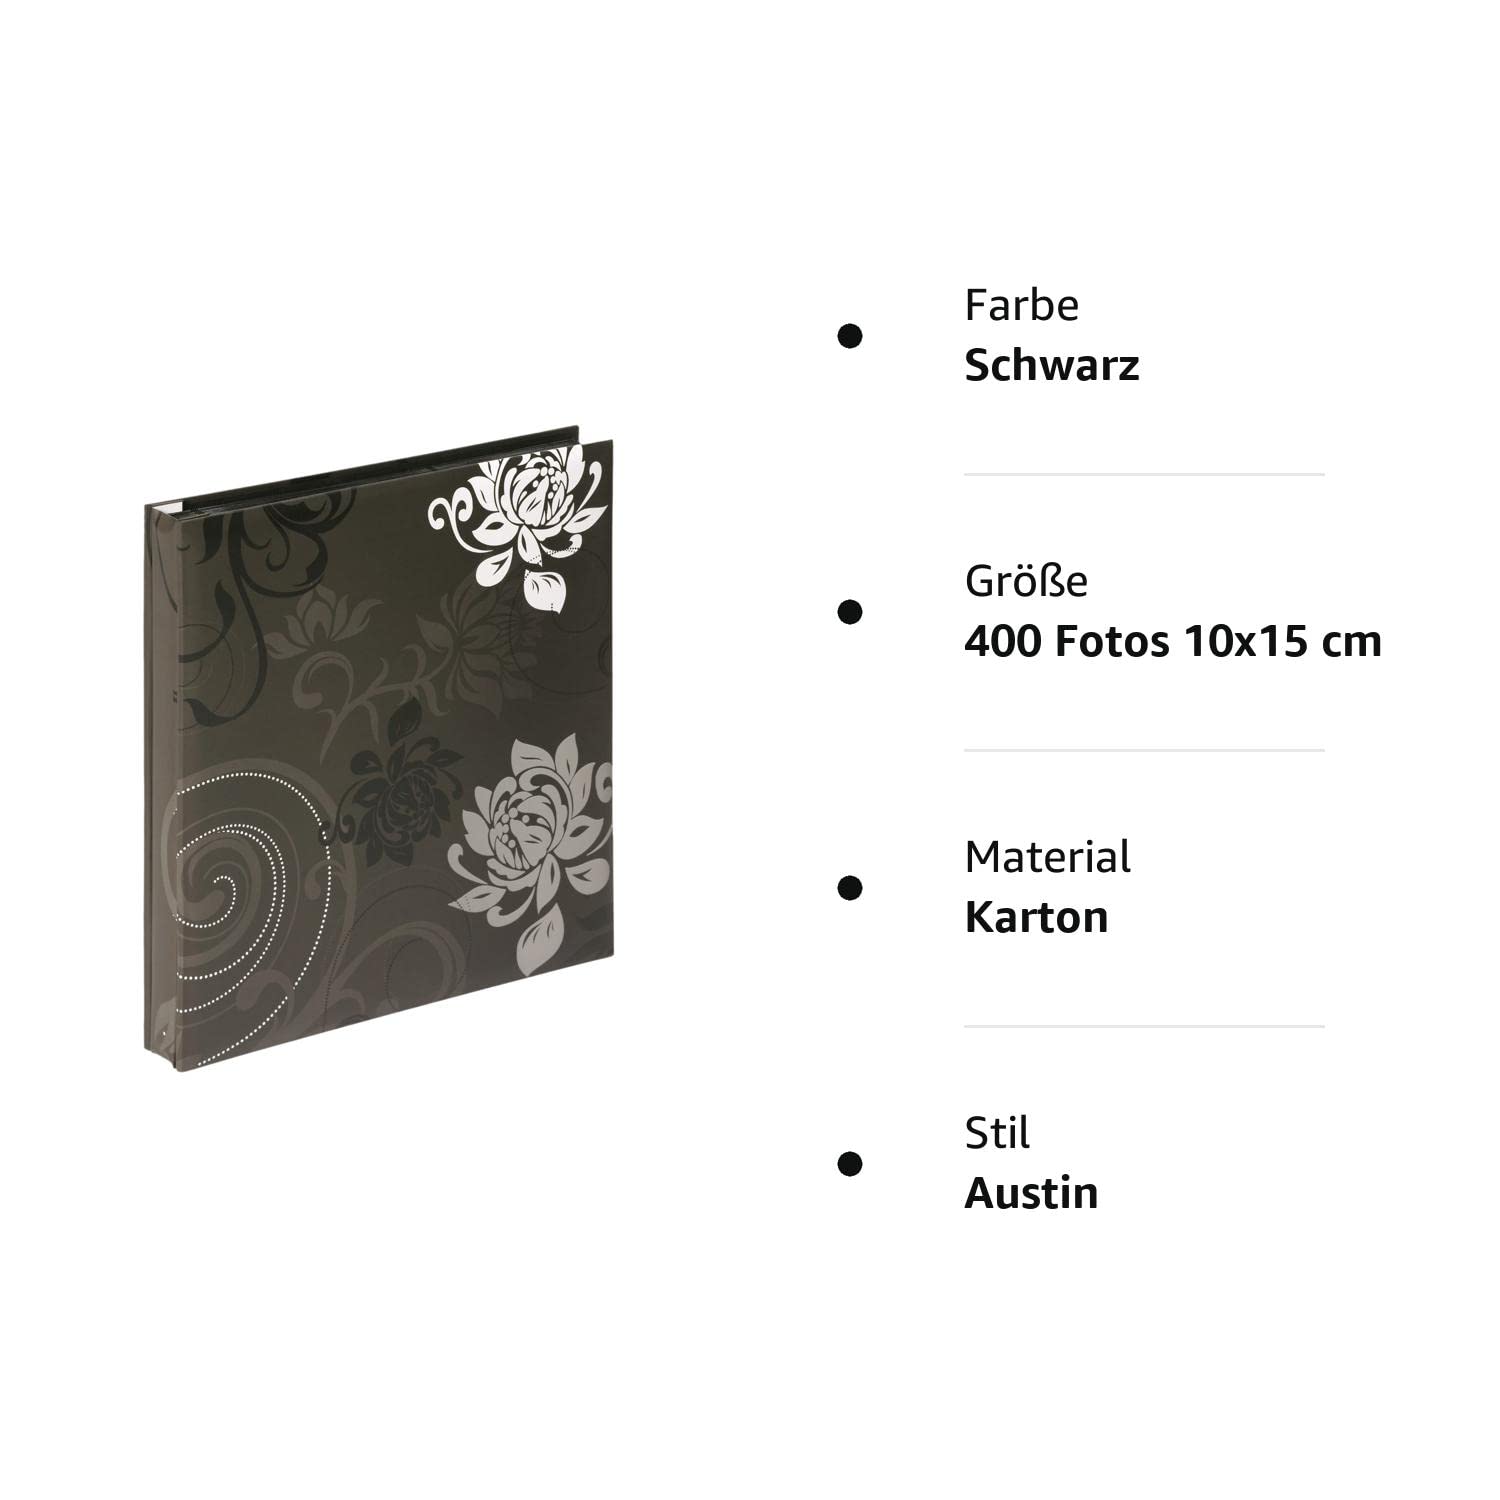 Farbe
Schwarz
Größe
400 Fotos 10x15 cm
Material
Karton
Stil
Austin